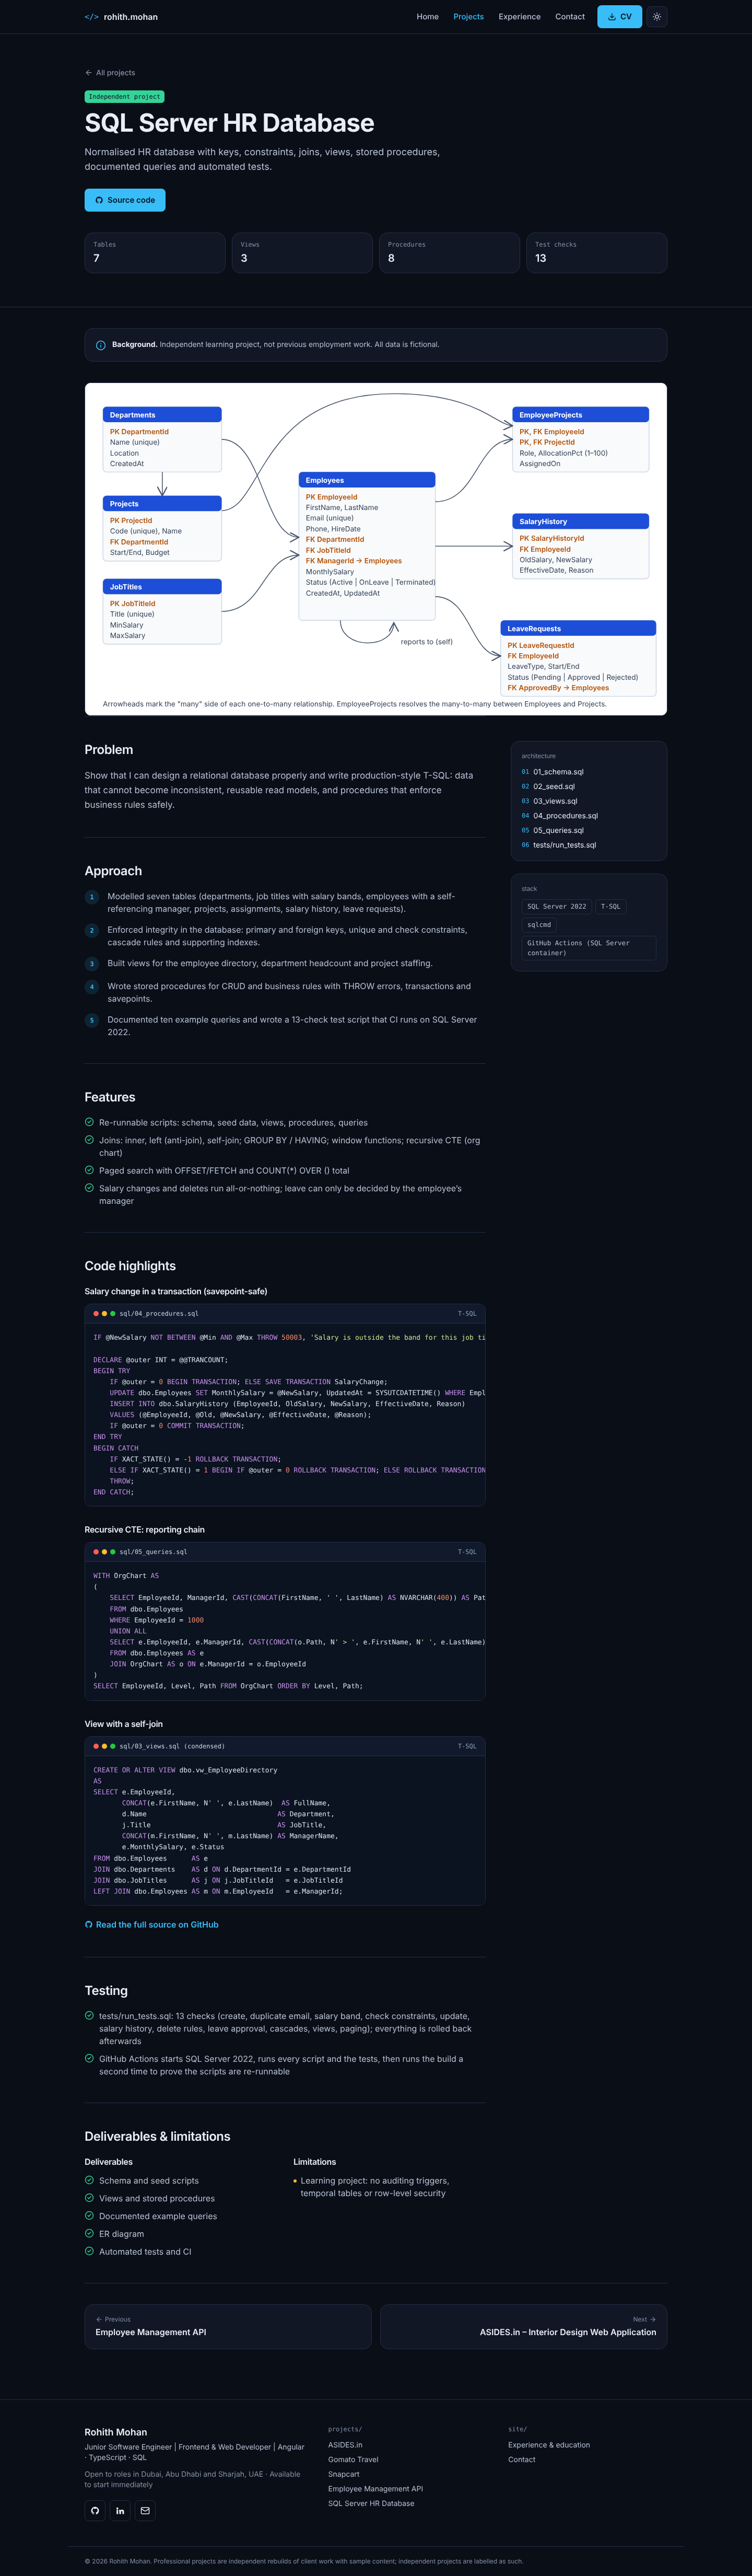 </> rohith.mohan
Home Projects Experience Contact CV
← All projects
Independent project
SQL Server HR Database
Normalised HR database with keys, constraints, joins, views, stored procedures,
documented queries and automated tests.
Source code
Tables
7
Views
3
Procedures
8
Test checks
13
Background. Independent learning project, not previous employment work. All data is fictional.
Departments
PK DepartmentId
Name (unique)
Location
CreatedAt
Projects
PK ProjectId
Code (unique), Name
FK DepartmentId
Start/End, Budget
JobTitles
PK JobTitleId
Title (unique)
MinSalary
MaxSalary
Employees
PK EmployeeId
FirstName, LastName
Email (unique)
Phone, HireDate
FK DepartmentId
FK JobTitleId
FK ManagerId → Employees
MonthlySalary
Status (Active | OnLeave | Terminated)
CreatedAt, UpdatedAt
reports to (self)
EmployeeProjects
PK, FK EmployeeId
PK, FK ProjectId
Role, AllocationPct (1–100)
AssignedOn
SalaryHistory
PK SalaryHistoryId
FK EmployeeId
OldSalary, NewSalary
EffectiveDate, Reason
LeaveRequests
PK LeaveRequestId
FK EmployeeId
LeaveType, Start/End
Status (Pending | Approved | Rejected)
FK ApprovedBy → Employees
Arrowheads mark the "many" side of each one-to-many relationship. EmployeeProjects resolves the many-to-many between Employees and Projects.
Problem
Show that I can design a relational database properly and write production-style T-SQL: data
that cannot become inconsistent, reusable read models, and procedures that enforce
business rules safely.
architecture
01 01_schema.sql
02 02_seed.sql
03 03_views.sql
04 04_procedures.sql
05 05_queries.sql
06 tests/run_tests.sql
stack
SQL Server 2022 T-SQL
sqlcmd
GitHub Actions (SQL Server
container)
Approach
1 Modelled seven tables (departments, job titles with salary bands, employees with a self-
referencing manager, projects, assignments, salary history, leave requests).
2 Enforced integrity in the database: primary and foreign keys, unique and check constraints,
cascade rules and supporting indexes.
3 Built views for the employee directory, department headcount and project staffing.
4 Wrote stored procedures for CRUD and business rules with THROW errors, transactions and
savepoints.
5 Documented ten example queries and wrote a 13-check test script that CI runs on SQL Server
2022.
Features
Re-runnable scripts: schema, seed data, views, procedures, queries
Joins: inner, left (anti-join), self-join; GROUP BY / HAVING; window functions; recursive CTE (org
chart)
Paged search with OFFSET/FETCH and COUNT(*) OVER () total
Salary changes and deletes run all-or-nothing; leave can only be decided by the employee's
manager
Code highlights
Salary change in a transaction (savepoint-safe)
sql/04_procedures.sql T-SQL
IF @NewSalary NOT BETWEEN @Min AND @Max THROW 50003, 'Salary is outside the band for this job ti
DECLARE @outer INT = @@TRANCOUNT;
BEGIN TRY
IF @outer = 0 BEGIN TRANSACTION; ELSE SAVE TRANSACTION SalaryChange;
UPDATE dbo.Employees SET MonthlySalary = @NewSalary, UpdatedAt = SYSUTCDATETIME() WHERE Empl
INSERT INTO dbo.SalaryHistory (EmployeeId, OldSalary, NewSalary, EffectiveDate, Reason)
VALUES (@EmployeeId, @Old, @NewSalary, @EffectiveDate, @Reason);
IF @outer = 0 COMMIT TRANSACTION;
END TRY
BEGIN CATCH
IF XACT_STATE() = -1 ROLLBACK TRANSACTION;
ELSE IF XACT_STATE() = 1 BEGIN IF @outer = 0 ROLLBACK TRANSACTION; ELSE ROLLBACK TRANSACTION
THROW;
END CATCH;
Recursive CTE: reporting chain
sql/05_queries.sql T-SQL
WITH OrgChart AS
(
SELECT EmployeeId, ManagerId, CAST(CONCAT(FirstName, ' ', LastName) AS NVARCHAR(400)) AS Pat
FROM dbo.Employees
WHERE EmployeeId = 1000
UNION ALL
SELECT e.EmployeeId, e.ManagerId, CAST(CONCAT(o.Path, N' > ', e.FirstName, N' ', e.LastName)
FROM dbo.Employees AS e
JOIN OrgChart AS o ON e.ManagerId = o.EmployeeId
)
SELECT EmployeeId, Level, Path FROM OrgChart ORDER BY Level, Path;
View with a self-join
sql/03_views.sql (condensed) T-SQL
CREATE OR ALTER VIEW dbo.vw_EmployeeDirectory
AS
SELECT e.EmployeeId,
CONCAT(e.FirstName, N' ', e.LastName) AS FullName,
d.Name AS Department,
j.Title AS JobTitle,
CONCAT(m.FirstName, N' ', m.LastName) AS ManagerName,
e.MonthlySalary, e.Status
FROM dbo.Employees AS e
JOIN dbo.Departments AS d ON d.DepartmentId = e.DepartmentId
JOIN dbo.JobTitles AS j ON j.JobTitleId = e.JobTitleId
LEFT JOIN dbo.Employees AS m ON m.EmployeeId = e.ManagerId;
Read the full source on GitHub
Testing
tests/run_tests.sql: 13 checks (create, duplicate email, salary band, check constraints, update,
salary history, delete rules, leave approval, cascades, views, paging); everything is rolled back
afterwards
GitHub Actions starts SQL Server 2022, runs every script and the tests, then runs the build a
second time to prove the scripts are re-runnable
Deliverables & limitations
Deliverables
Schema and seed scripts
Views and stored procedures
Documented example queries
ER diagram
Automated tests and CI
Limitations
Learning project: no auditing triggers,
temporal tables or row-level security
← Previous
Employee Management API
Next →
ASIDES.in – Interior Design Web Application
Rohith Mohan
Junior Software Engineer | Frontend & Web Developer | Angular
· TypeScript · SQL
Open to roles in Dubai, Abu Dhabi and Sharjah, UAE · Available
to start immediately
projects/
ASIDES.in
Gomato Travel
Snapcart
Employee Management API
SQL Server HR Database
site/
Experience & education
Contact
© 2026 Rohith Mohan. Professional projects are independent rebuilds of client work with sample content; independent projects are labelled as such.